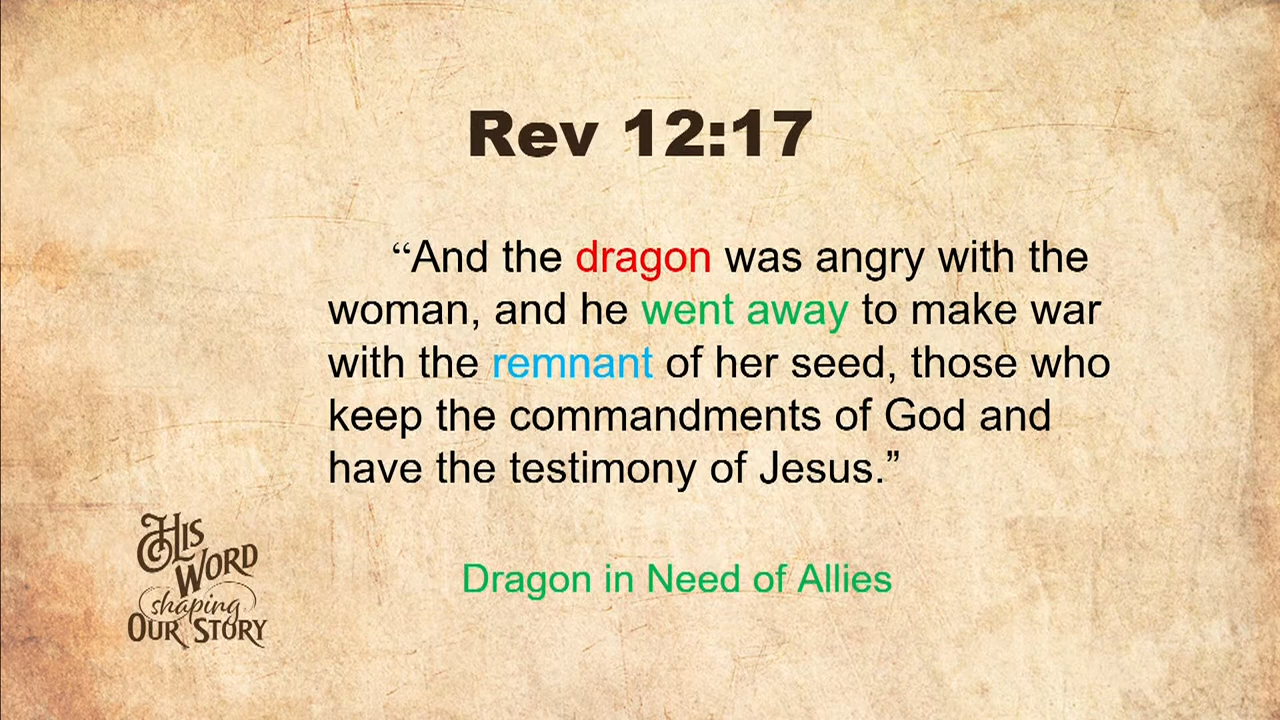 Rev 12:17
“And the dragon was angry with the
woman, and he went away to make war
with the remnant of her seed, those who
keep the commandments of God and
have the testimony of Jesus.”
Dragon in Need of Allies
His
Word
shaping
Our Story